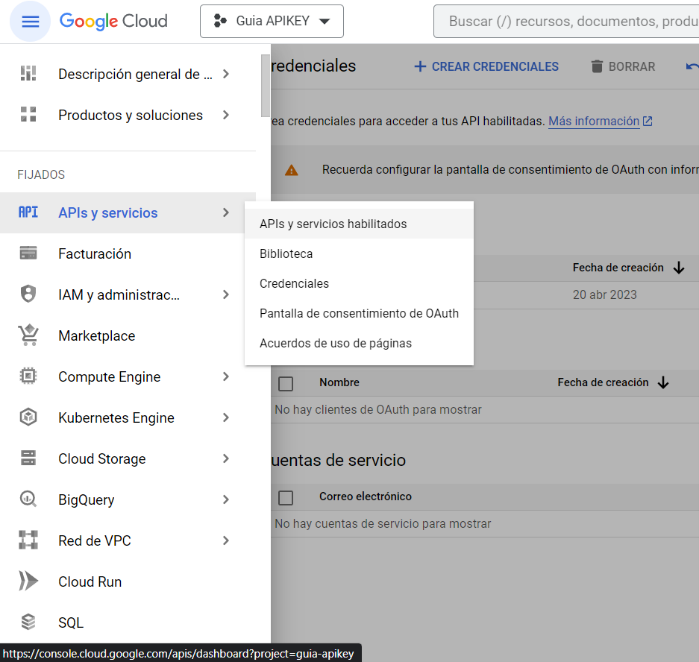 Google Cloud
Guia APIKEY
Buscar (/) recursos, documentos, produ
Descripción general de ...
Productos y soluciones
FIJADOS
API APIs y servicios
Facturación
IAM y administrac...
Marketplace
Compute Engine
Kubernetes Engine
Cloud Storage
BigQuery
Red de VPC
Cloud Run
SQL
APIs y servicios habilitados
Biblioteca
Credenciales
Pantalla de consentimiento de OAuth
Acuerdos de uso de páginas
redenciales
+ CREAR CREDENCIALES
BORRAR
ea credenciales para acceder a tus API habilitadas. Más información
Recuerda configurar la pantalla de consentimiento de OAuth con inforr
Fecha de creación
20 abr 2023
Nombre
Fecha de creación
No hay clientes de OAuth para mostrar
uentas de servicio
Correo electrónico
No hay cuentas de servicio para mostrar
https://console.cloud.google.com/apis/dashboard?project=guia-apikey